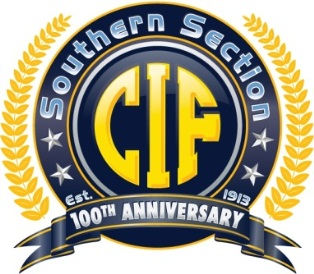 Southern Section
CIF
Est. 1913
100TH ANNIVERSARY